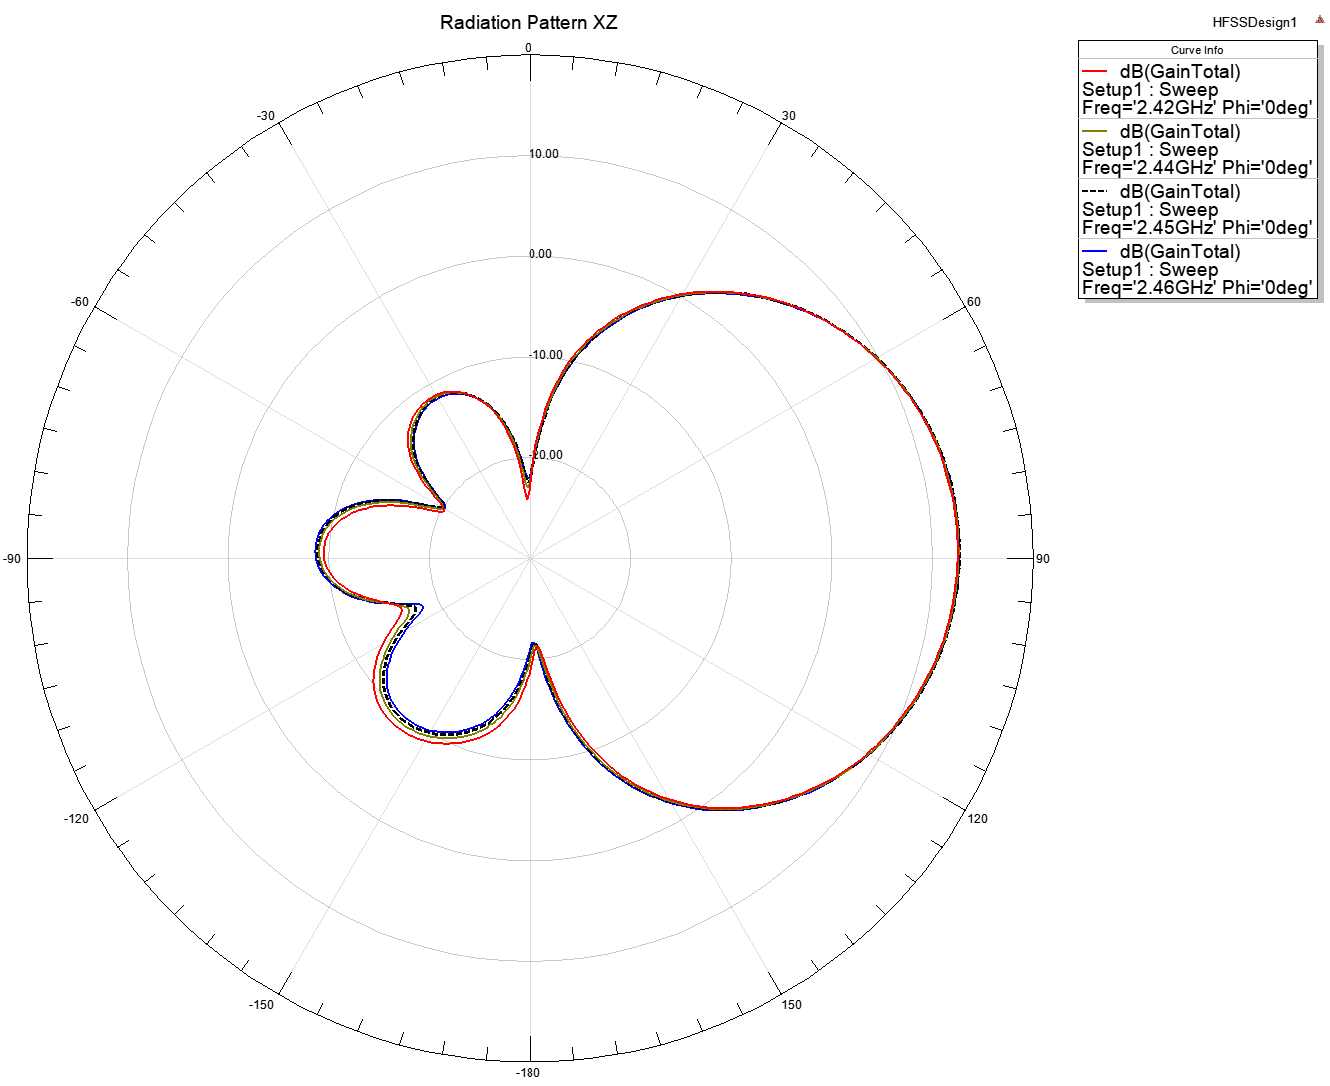 Radiation Pattern XZ
HFSSDesign1
Curve Info
dB(GainTotal)
Setup1 : Sweep
Freq='2.42GHz' Phi='0deg'
dB(GainTotal)
Setup1 : Sweep
Freq='2.44GHz' Phi='0deg'
dB(GainTotal)
Setup1 : Sweep
Freq='2.45GHz' Phi='0deg'
dB(GainTotal)
Setup1 : Sweep
Freq='2.46GHz' Phi='0deg'
0
-30
30
10.00
0.00
-60
60
-10.00
-20.00
-90
90
-120
120
-150
150
-180